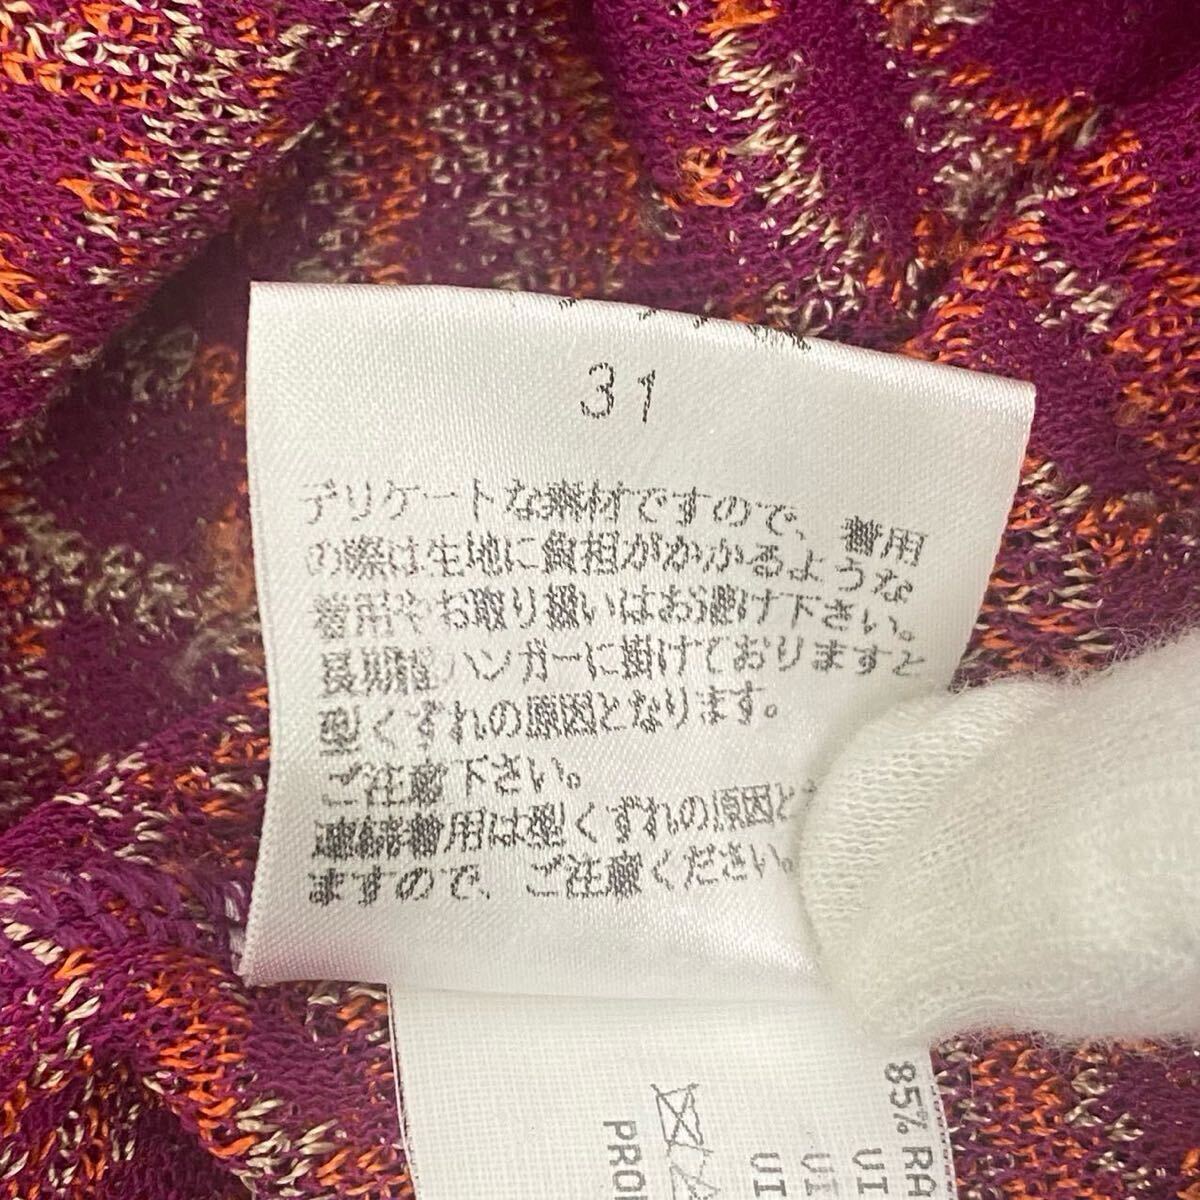 31
デリケートな素材ですので、着用
の際は生地に負担がかかるような
着用やお取り扱いはお避け下さい。
長期間ハンガーに掛けておりますと
型くずれの原因となります。
ご注意下さい。
連続着用は型くずれの原因と
ますので、ご注意ください。
85% RA
VI
VI
VI
PRO